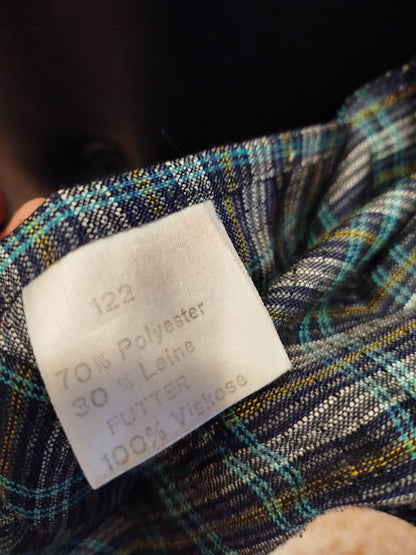 122
70% Polyester
30 % Leine
FUTTER
100% Viskose